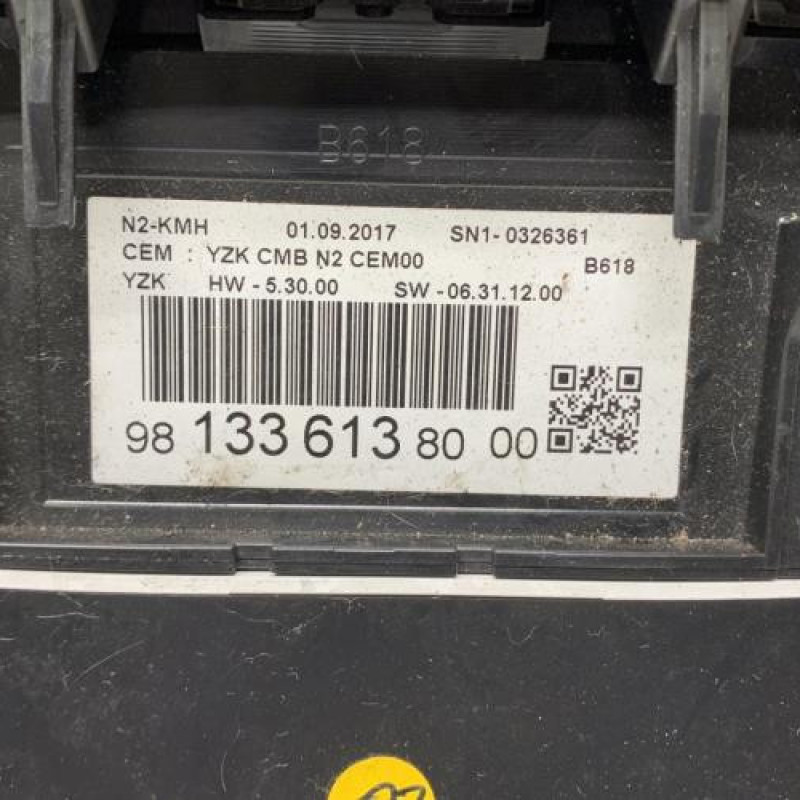 B618
N2-KMH 01.09.2017 SN1-0326361
CEM : YZK CMB N2 CEM00 B618
YZK HW - 5.30.00 SW - 06.31.12.00
98 133 613 80 00